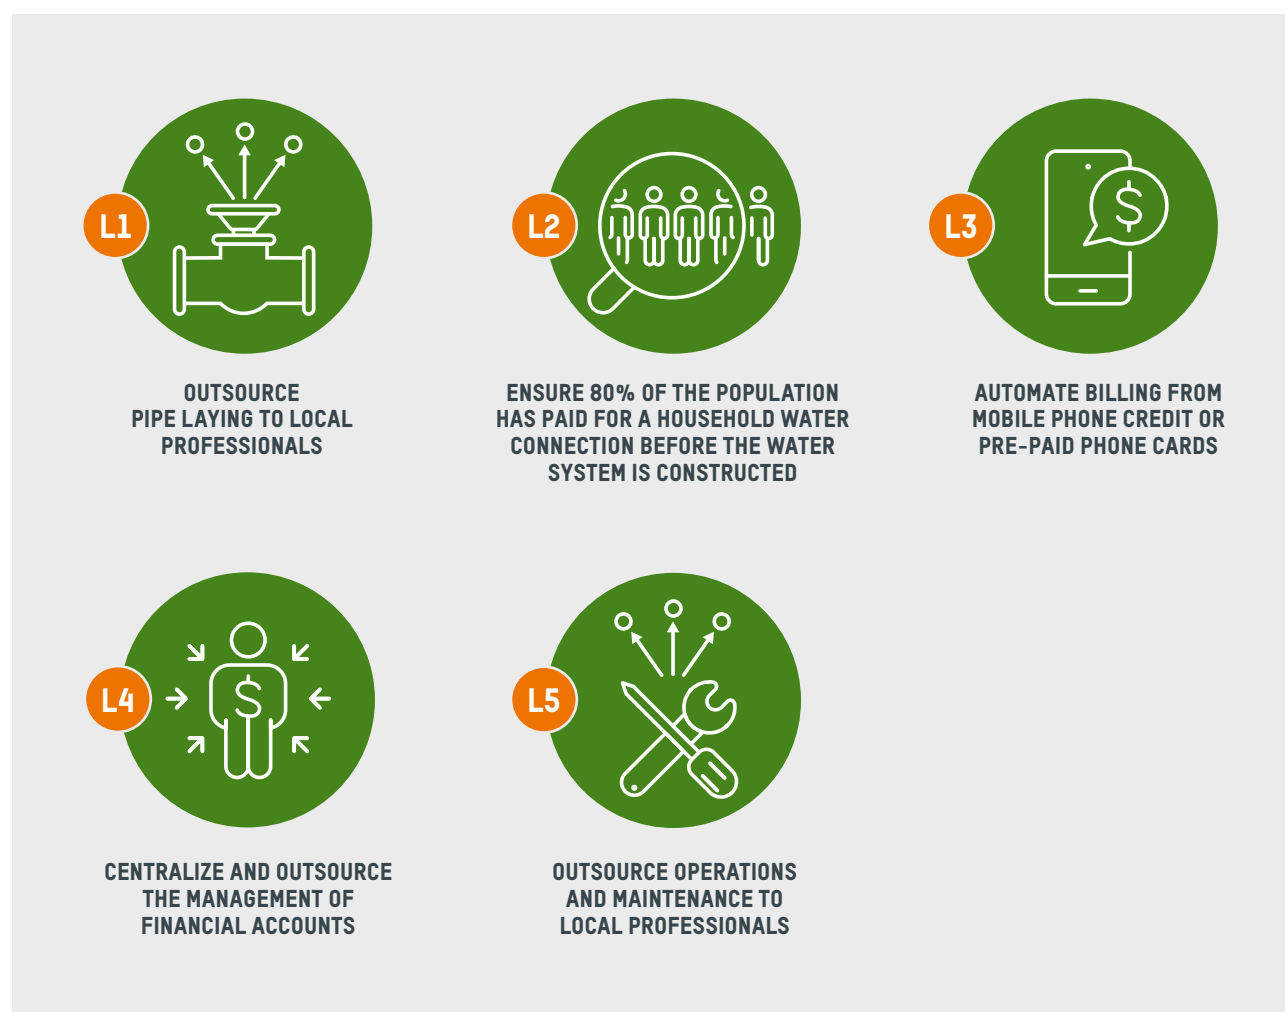 L1
OUTSOURCE
PIPE LAYING TO LOCAL
PROFESSIONALS
L2
ENSURE 80% OF THE POPULATION
HAS PAID FOR A HOUSEHOLD WATER
CONNECTION BEFORE THE WATER
SYSTEM IS CONSTRUCTED
L3
$
AUTOMATE BILLING FROM
MOBILE PHONE CREDIT OR
PRE-PAID PHONE CARDS
L4
$
CENTRALIZE AND OUTSOURCE
THE MANAGEMENT OF
FINANCIAL ACCOUNTS
L5
OUTSOURCE OPERATIONS
AND MAINTENANCE TO
LOCAL PROFESSIONALS